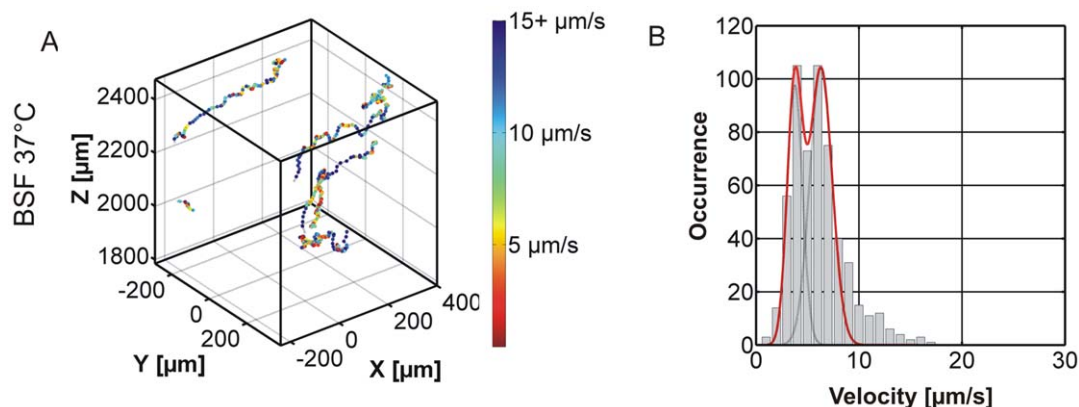 A
BSF 37°C
2400
2200
2000
1800
Z [µm]
-200
0
200
Y [µm]
-200
0
200
400
X [µm]
15+ µm/s
10 µm/s
5 µm/s
B
120
100
80
60
40
20
0
Occurrence
0
10
20
30
Velocity [µm/s]